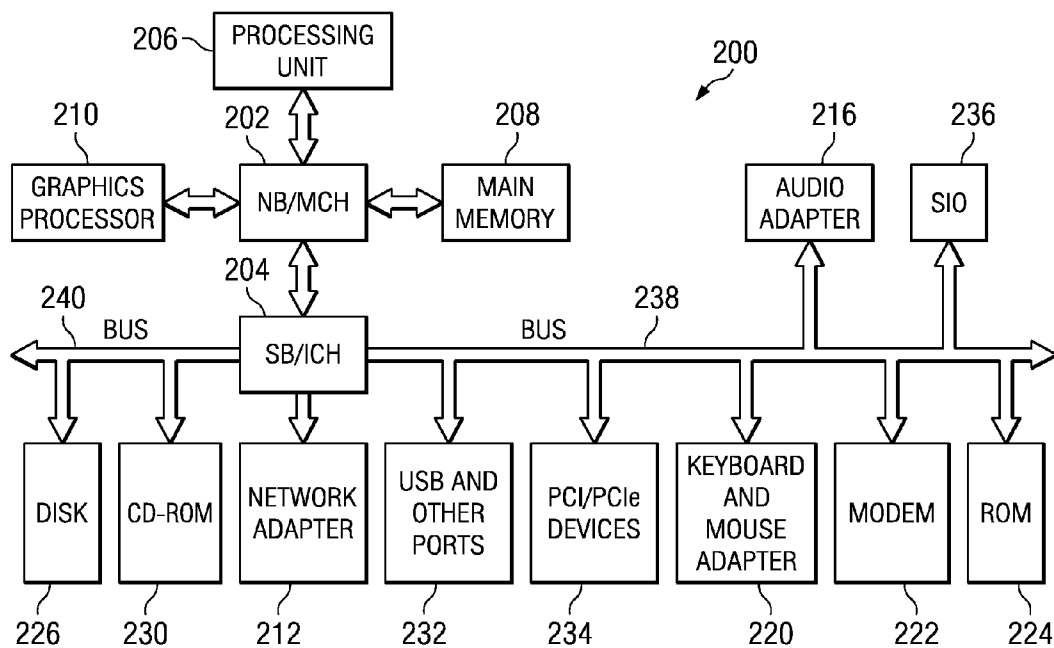 206
PROCESSING
UNIT
200
210
202
208
216
236
GRAPHICS
PROCESSOR
NB/MCH
MAIN
MEMORY
AUDIO
ADAPTER
SIO
204
240
BUS
SB/ICH
BUS
238
DISK
CD-ROM
NETWORK
ADAPTER
USB AND
OTHER
PORTS
PCI/PCIe
DEVICES
KEYBOARD
AND
MOUSE
ADAPTER
MODEM
ROM
226
230
212
232
234
220
222
224